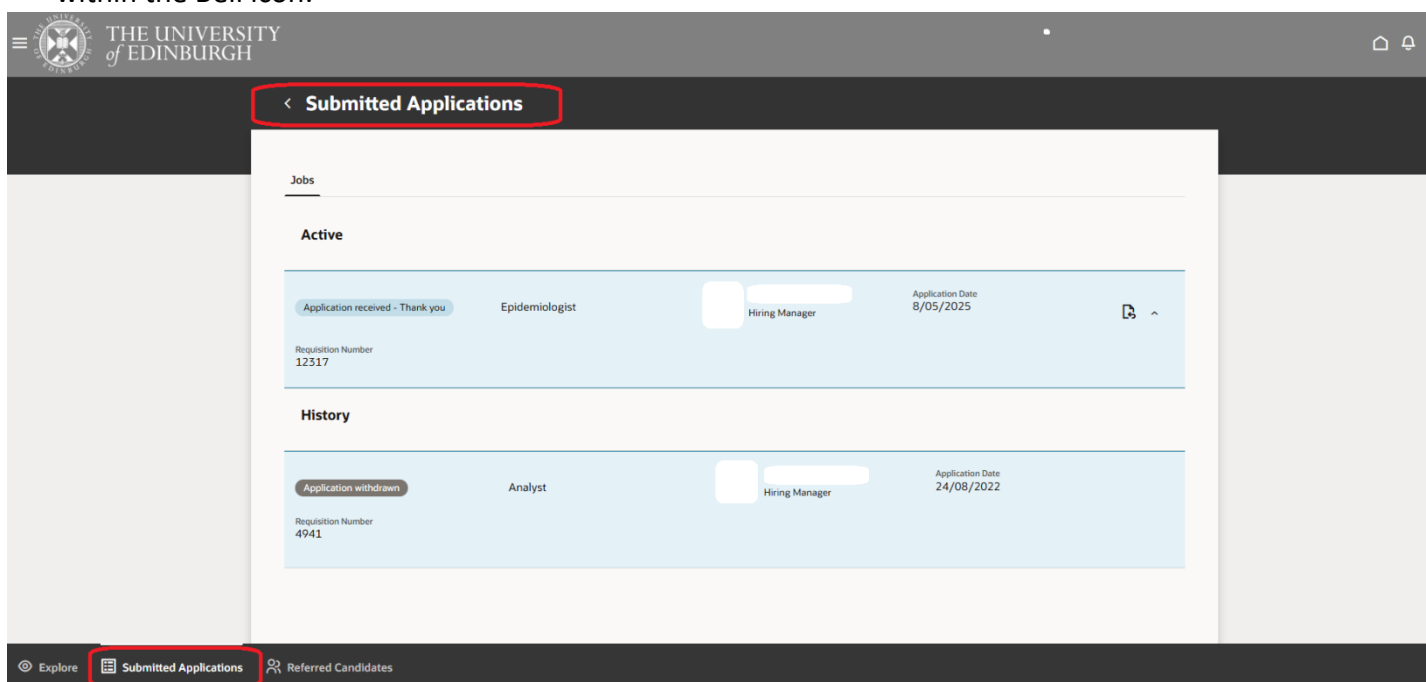 within the Bell icon.
THE UNIVERSITY
of EDINBURGH
Submitted Applications
Jobs
Active
Application received - Thank you
Epidemiologist
Hiring Manager
Application Date
8/05/2025
Requisition Number
12317
History
Application withdrawn
Analyst
Hiring Manager
Application Date
24/08/2022
Requisition Number
4941
Explore
Submitted Applications
Referred Candidates